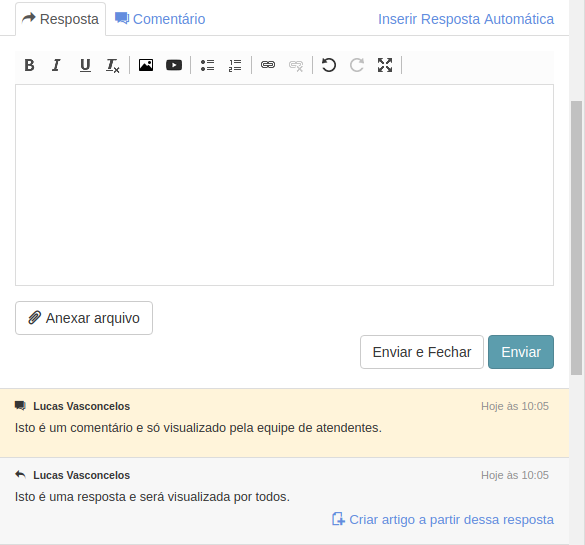 Resposta Comentário Inserir Resposta Automática
B I U Tx
Anexar arquivo
Enviar e Fechar Enviar
Lucas Vasconcelos Hoje às 10:05
Isto é um comentário e só visualizado pela equipe de atendentes.
Lucas Vasconcelos Hoje às 10:05
Isto é uma resposta e será visualizada por todos.
Criar artigo a partir dessa resposta